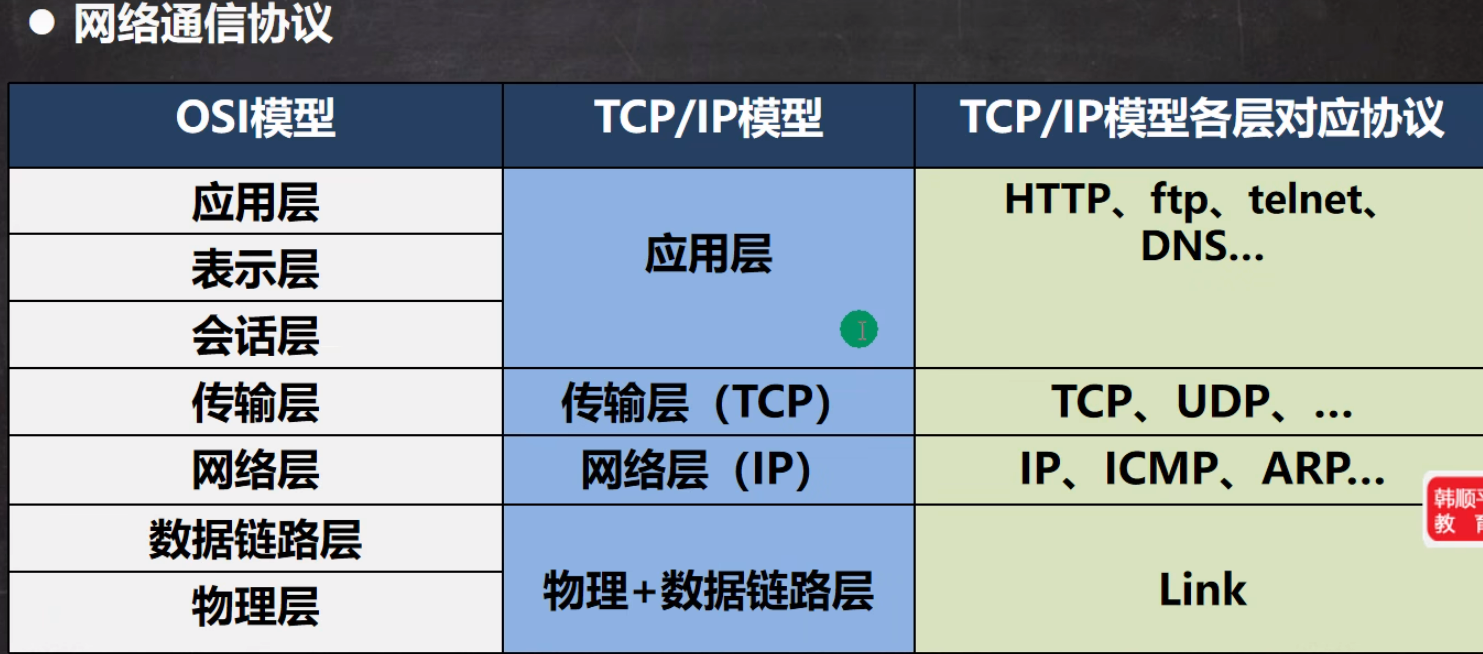 ● 网络通信协议
OSI模型
TCP/IP模型
TCP/IP模型各层对应协议
应用层
表示层
会话层
应用层
HTTP、ftp、telnet、
DNS...
传输层
传输层（TCP）
TCP、UDP、...
网络层
网络层（IP）
IP、ICMP、ARP...
数据链路层
物理层
物理+数据链路层
Link
韩顺
教